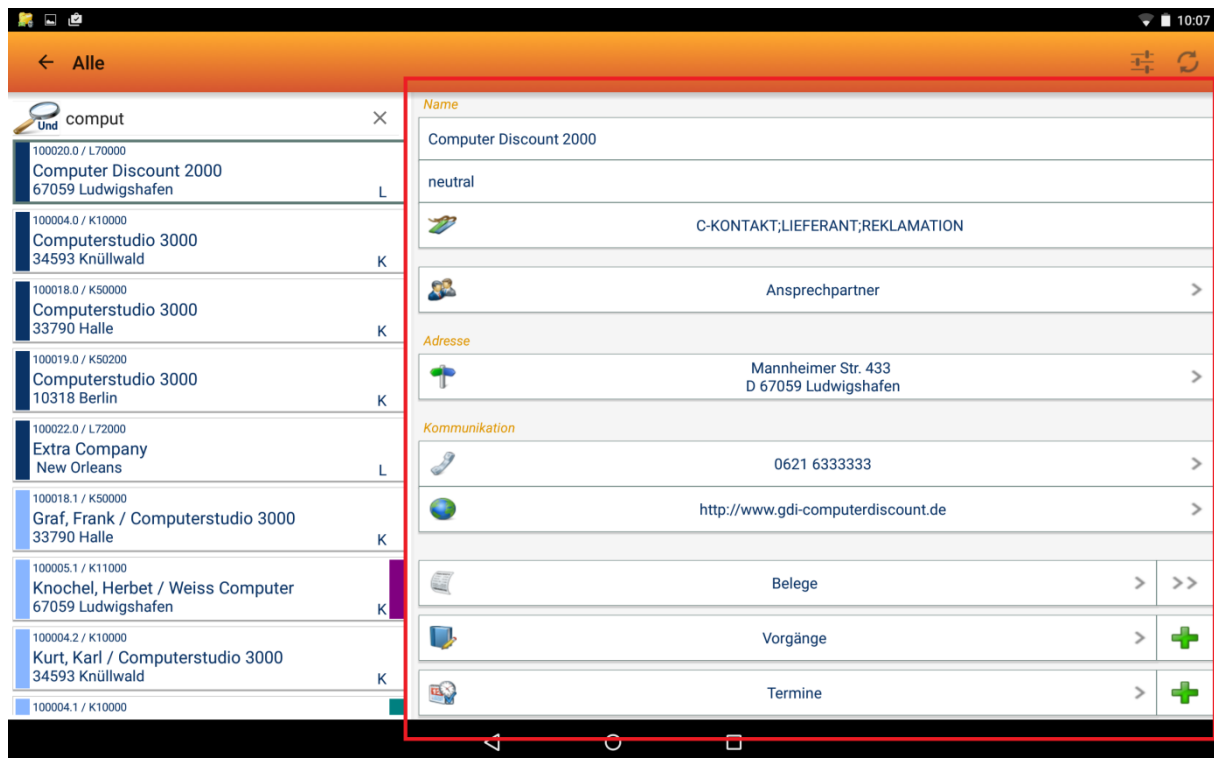 10:07
Alle
Und comput
100020.0 / L70000
Computer Discount 2000
67059 Ludwigshafen L
100004.0 / K10000
Computerstudio 3000
34593 Knüllwald K
100018.0 / K50000
Computerstudio 3000
33790 Halle K
100019.0 / K50200
Computerstudio 3000
10318 Berlin K
100022.0 / L72000
Extra Company
New Orleans L
100018.1 / K50000
Graf, Frank / Computerstudio 3000
33790 Halle K
100005.1 / K11000
Knochel, Herbet / Weiss Computer
67059 Ludwigshafen K
100004.2 / K10000
Kurt, Karl / Computerstudio 3000
34593 Knüllwald K
100004.1 / K10000
Name
Computer Discount 2000
neutral
C-KONTAKT;LIEFERANT;REKLAMATION
Ansprechpartner
Adresse
Mannheimer Str. 433
D 67059 Ludwigshafen
Kommunikation
0621 6333333
http://www.gdi-computerdiscount.de
Belege
Vorgänge
Termine